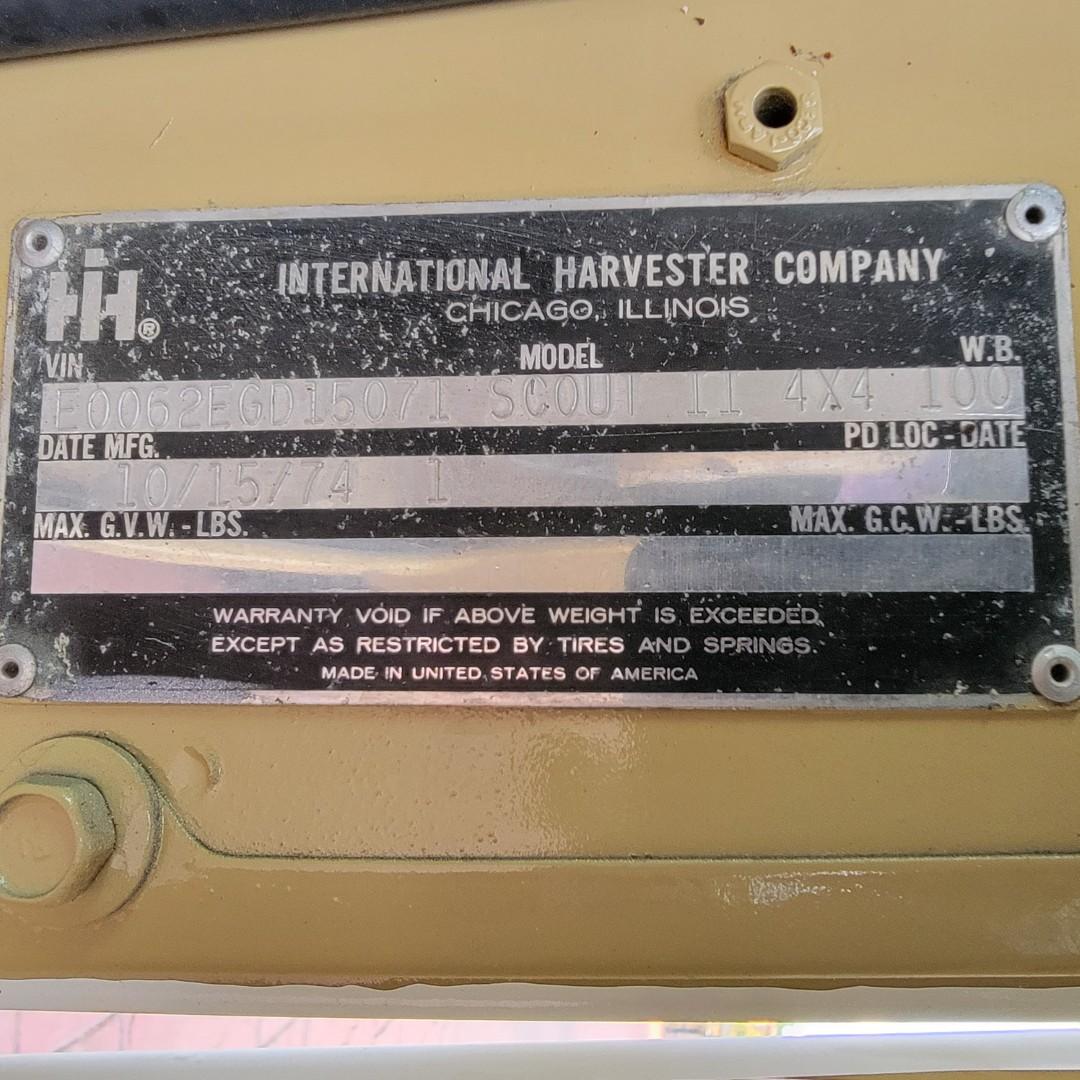 IH®
INTERNATIONAL HARVESTER COMPANY
CHICAGO, ILLINOIS
VIN MODEL W.B.
E0062EGD15071 SCOUT 11 4X4 100
DATE MFG. PD LOC-DATE
10/15/74 1
MAX. G.V.W.-LBS. MAX. G.C.W.-LBS.
WARRANTY VOID IF ABOVE WEIGHT IS EXCEEDED,
EXCEPT AS RESTRICTED BY TIRES AND SPRINGS.
MADE IN UNITED STATES OF AMERICA